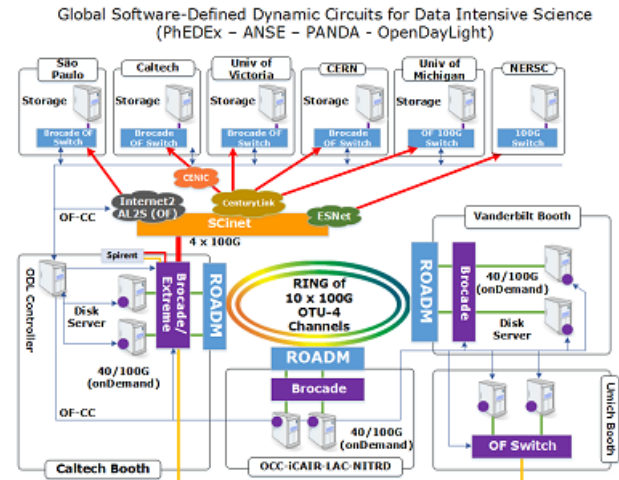 Global Software-Defined Dynamic Circuits for Data Intensive Science
(PhEDEx – ANSE – PANDA - OpenDayLight)
São
Paulo
Caltech
Univ of
Victoria
CERN
Univ of
Michigan
NERSC
Storage
Storage
Storage
Storage
Storage
Brocade OF
Switch
Brocade
OF Switch
Brocade OF
Switch
Brocade
OF Switch
OF 100G
Switch
100G
Switch
CENIC
Internet2
AL2S (OF)
CenturyLink
ESNet
OF-CC
SCinet
4 x 100G
Vanderbilt Booth
Spirent
ODL Controller
Disk
Server
Brocade/
Extreme
ROADM
RING of
10 x 100G
OTU-4
Channels
ROADM
Brocade
40/100G
(onDemand)
Disk
Server
40/100G
(onDemand)
OF-CC
ROADM
Brocade
40/100G
(onDemand)
OF Switch
Umich Booth
Caltech Booth
OCC-iCAIR-LAC-NITRD